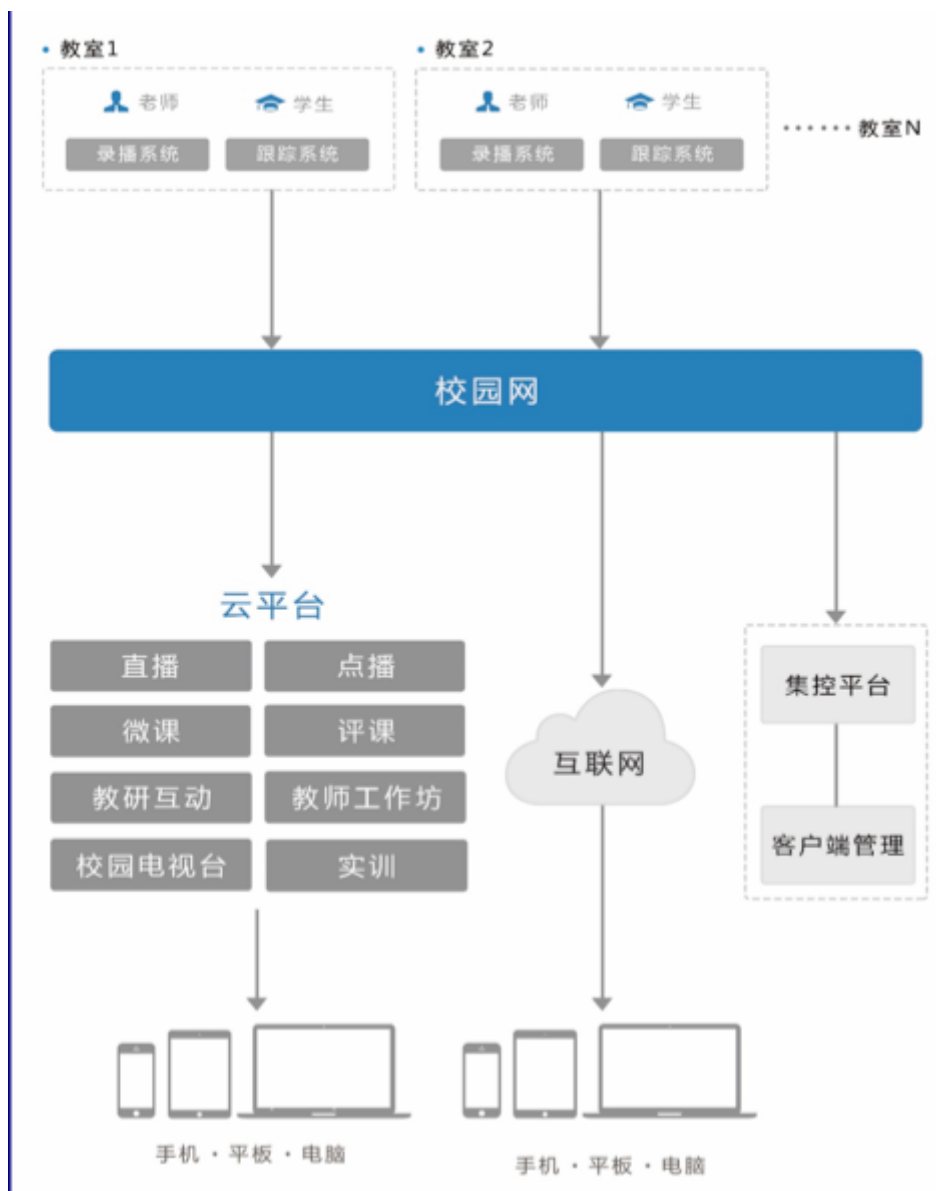 • 教室1
• 教室2
老师 学生
老师 学生
······ 教室N
录播系统 跟踪系统
录播系统 跟踪系统
校园网
云平台
直播 点播
微课 评课
教研互动 教师工作坊
校园电视台 实训
互联网
集控平台
客户端管理
手机 · 平板 · 电脑
手机 · 平板 · 电脑